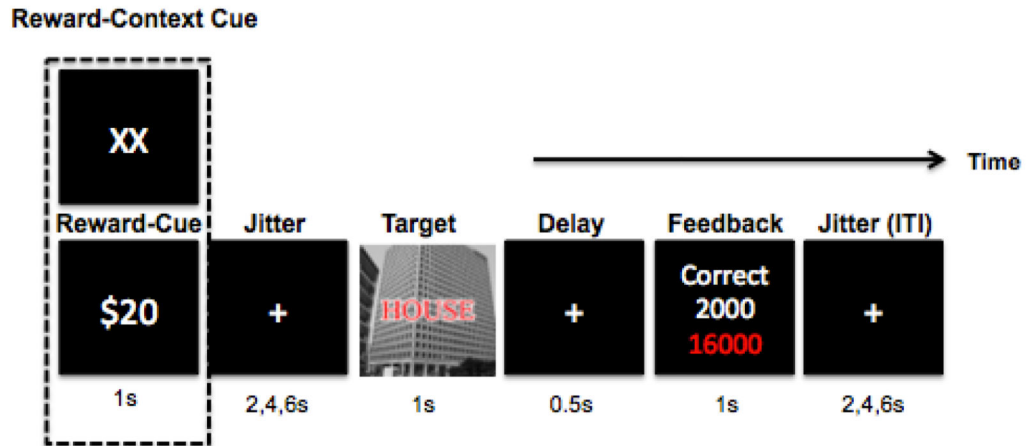 Reward-Context Cue
XX
Time
Reward-Cue Jitter Target Delay Feedback Jitter (ITI)
$20
+
HOUSE
+
Correct
2000
16000
+
1s 2,4,6s 1s 0.5s 1s 2,4,6s